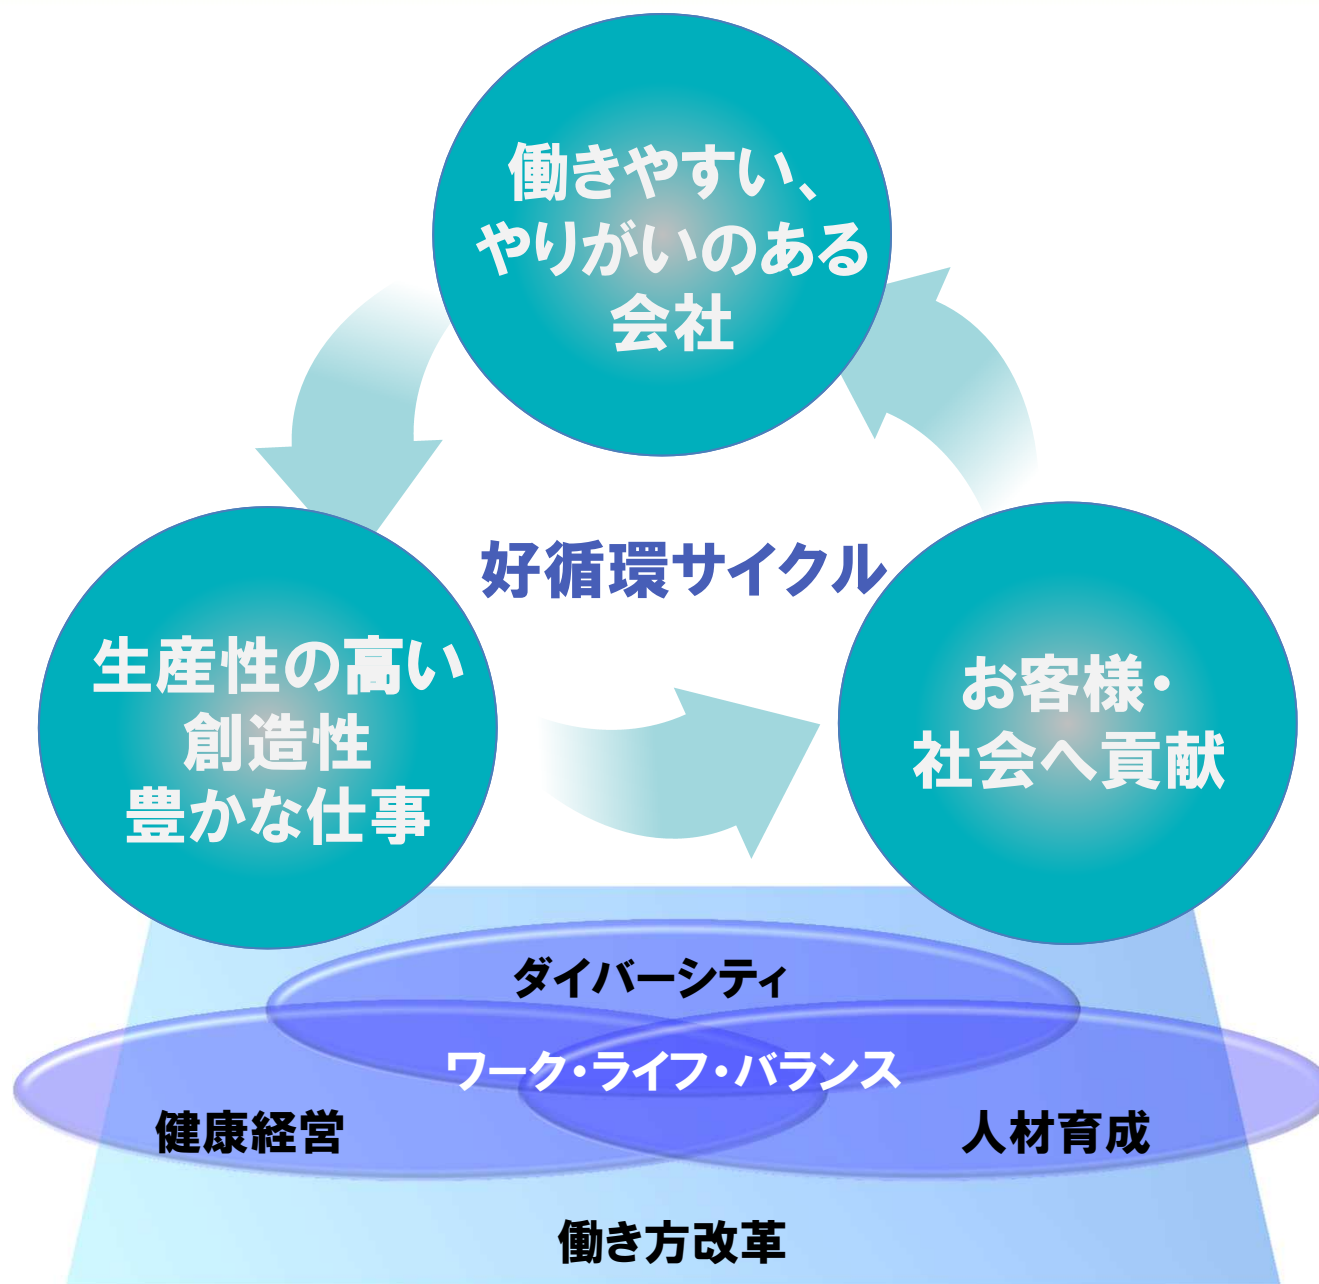 働きやすい、
やりがいのある
会社
好循環サイクル
生産性の高い
創造性
豊かな仕事
お客様・
社会へ貢献
ダイバーシティ
ワーク・ライフ・バランス
健康経営
人材育成
働き方改革